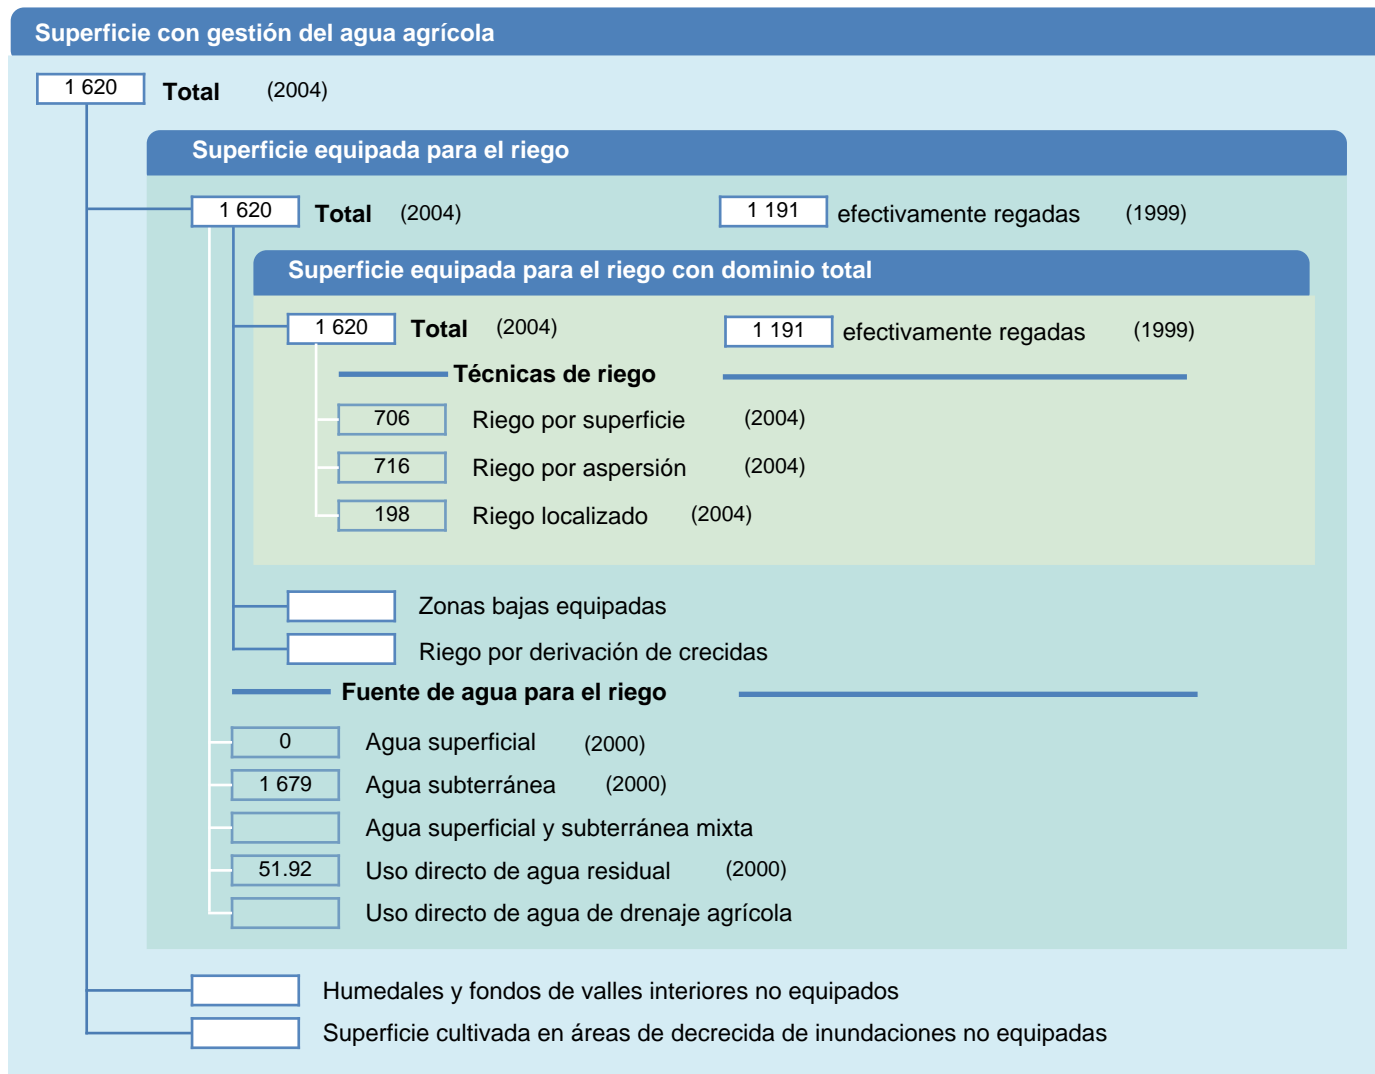 Superficie con gestión del agua agrícola
1 620 Total (2004)
Superficie equipada para el riego
1 620 Total (2004) 1 191 efectivamente regadas (1999)
Superficie equipada para el riego con dominio total
1 620 Total (2004) 1 191 efectivamente regadas (1999)
Técnicas de riego
706 Riego por superficie (2004)
716 Riego por aspersión (2004)
198 Riego localizado (2004)
Zonas bajas equipadas
Riego por derivación de crecidas
Fuente de agua para el riego
0 Agua superficial (2000)
1 679 Agua subterránea (2000)
Agua superficial y subterránea mixta
51.92 Uso directo de agua residual (2000)
Uso directo de agua de drenaje agrícola
Humedales y fondos de valles interiores no equipados
Superficie cultivada en áreas de decrecida de inundaciones no equipadas